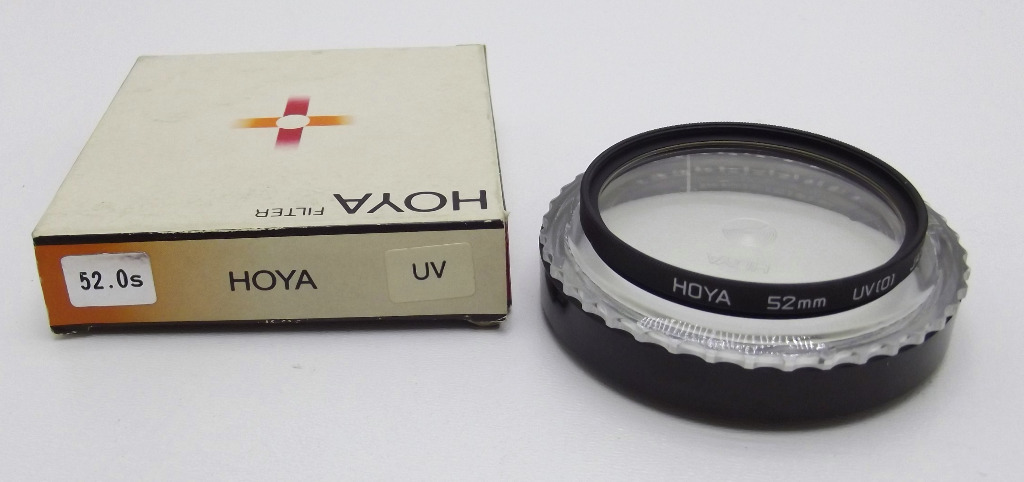 HOYA FILTER
52.0s HOYA UV
HOYA 52mm UV(0)